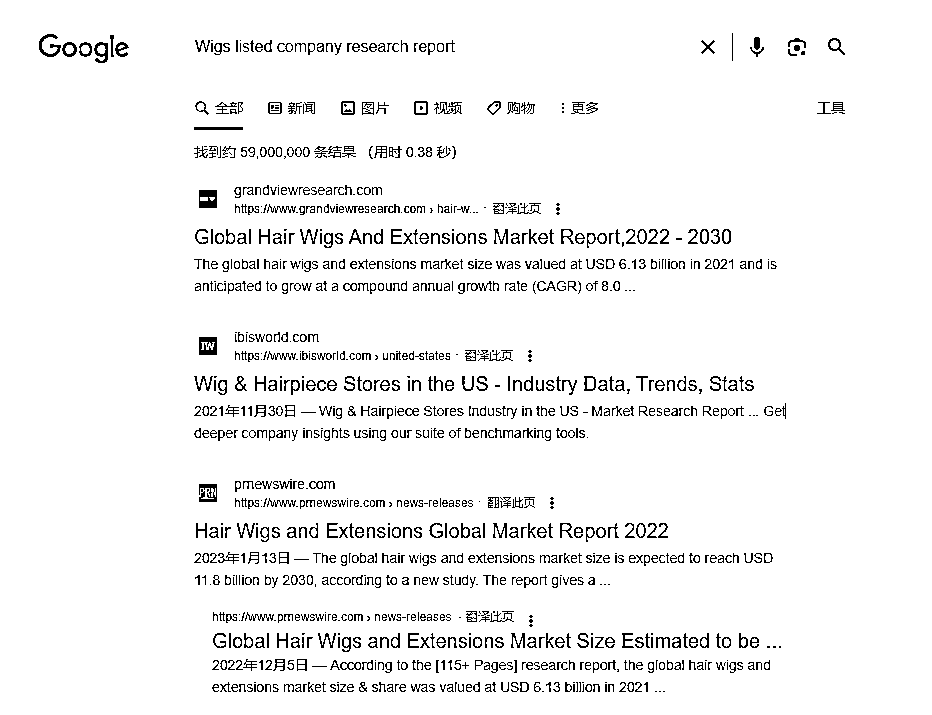 Google
Wigs listed company research report
全部 新闻 图片 视频 购物 更多 工具
找到约 59,000,000 条结果 （用时 0.38 秒）
grandviewresearch.com
https://www.grandviewresearch.com › hair-w... · 翻译此页
Global Hair Wigs And Extensions Market Report,2022 - 2030
The global hair wigs and extensions market size was valued at USD 6.13 billion in 2021 and is
anticipated to grow at a compound annual growth rate (CAGR) of 8.0 ...
IW
ibisworld.com
https://www.ibisworld.com › united-states · 翻译此页
Wig & Hairpiece Stores in the US - Industry Data, Trends, Stats
2021年11月30日 — Wig & Hairpiece Stores Industry in the US - Market Research Report ... Get
deeper company insights using our suite of benchmarking tools.
PRN
prnewswire.com
https://www.prnewswire.com › news-releases · 翻译此页
Hair Wigs and Extensions Global Market Report 2022
2023年1月13日 — The global hair wigs and extensions market size is expected to reach USD
11.8 billion by 2030, according to a new study. The report gives a ...
https://www.prnewswire.com › news-releases · 翻译此页
Global Hair Wigs and Extensions Market Size Estimated to be ...
2022年12月5日 — According to the [115+ Pages] research report, the global hair wigs and
extensions market size & share was valued at USD 6.13 billion in 2021 ...